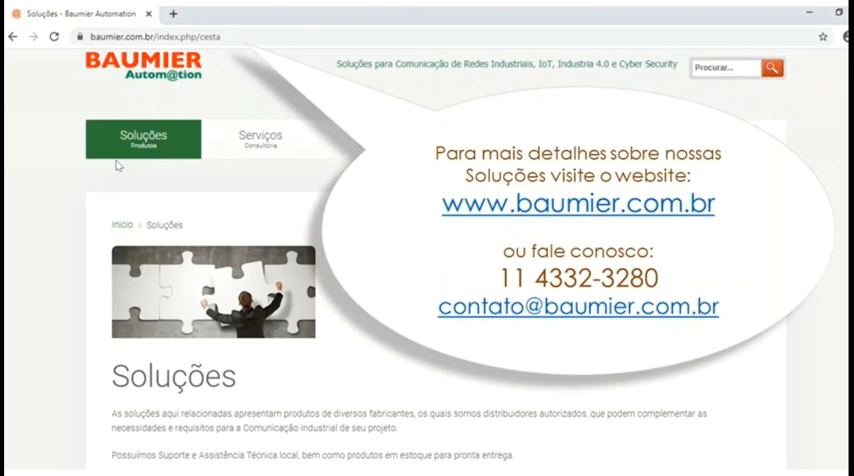 Soluções - Baumier Automation
baumier.com.br/index.php/cesta
BAUMIER
Autom@tion
Soluções para Comunicação de Redes Industriais, IoT, Industria 4.0 e Cyber Security
Procurar...
Soluções
Produtos
Serviços
Consultoria
Para mais detalhes sobre nossas
Soluções visite o website:
www.baumier.com.br
ou fale conosco:
11 4332-3280
contato@baumier.com.br
Inicio > Soluções
Soluções
As soluções aqui relacionadas apresentam produtos de diversos fabricantes, os quais somos distribuidores autorizados, que podem complementar as
necessidades e requisitos para a Comunicação Industrial de seu projeto.
Possuímos Suporte e Assistência Técnica local, bem como produtos em estoque para pronta entrega.